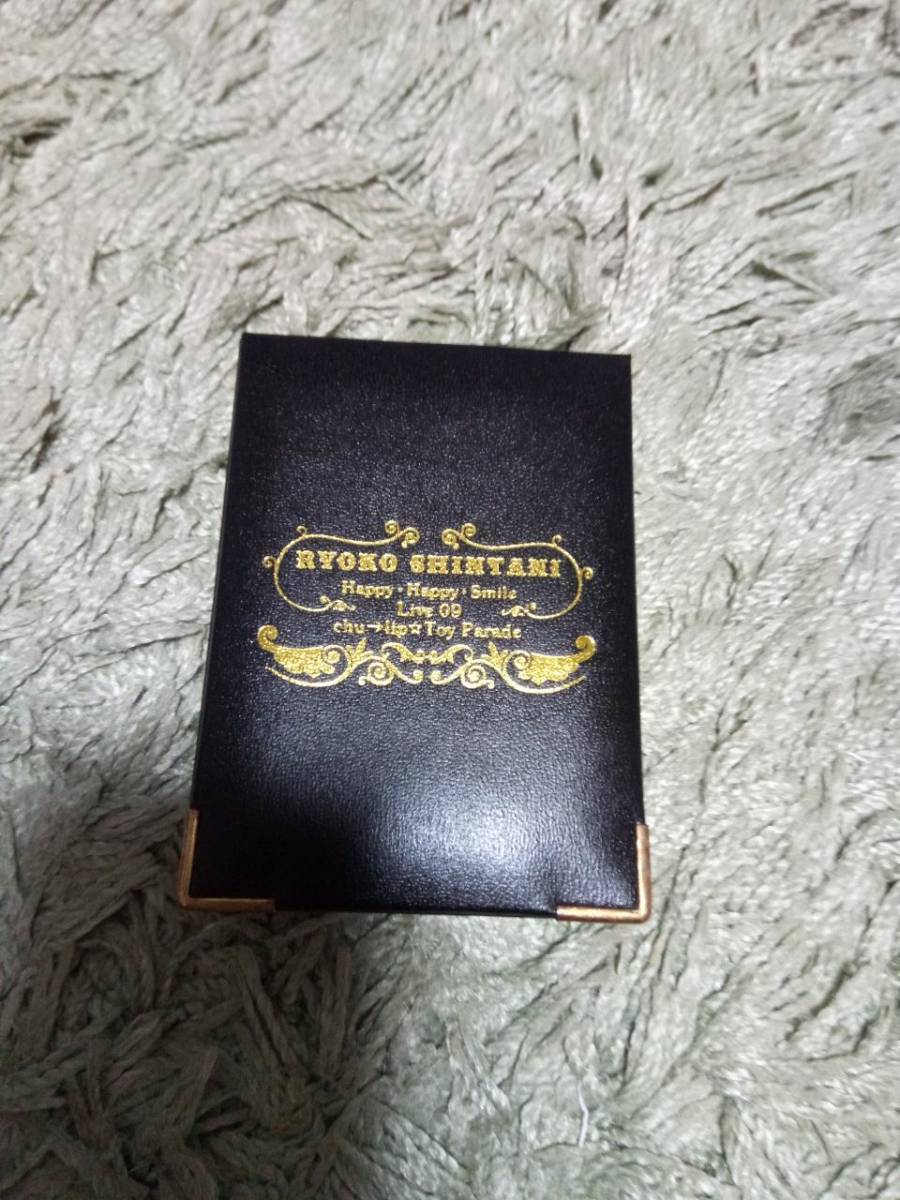 RYOKO SHINTANI
Happy・Happy・Smile
Live 09
chu→lip☆Toy Parade